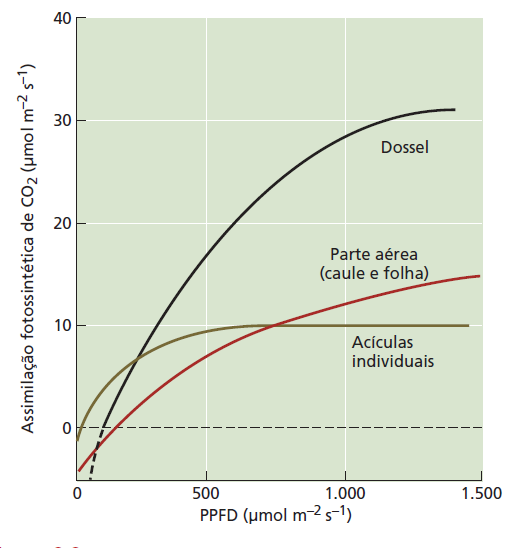 Assimilação fotossintética de CO₂ (µmol m⁻² s⁻¹)
40
30
20
10
0
Dossel
Parte aérea
(caule e folha)
Acículas
individuais
0
500
1.000
1.500
PPFD (µmol m⁻² s⁻¹)